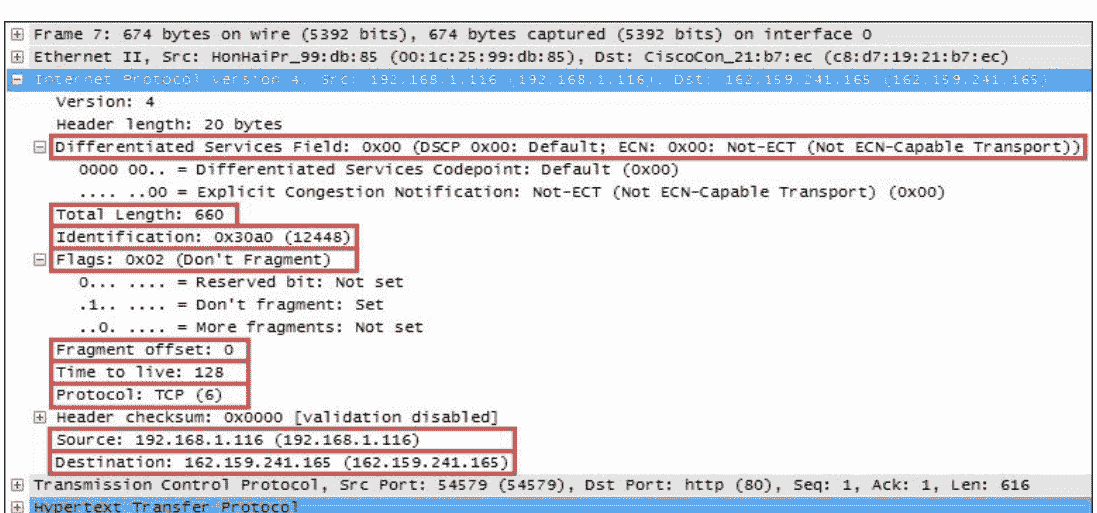 Frame 7: 674 bytes on wire (5392 bits), 674 bytes captured (5392 bits) on interface 0
Ethernet II, Src: HonHaiPr_99:db:85 (00:1c:25:99:db:85), Dst: CiscoCon_21:b7:ec (c8:d7:19:21:b7:ec)
Internet Protocol Version 4, Src: 192.168.1.116 (192.168.1.116), Dst: 162.159.241.165 (162.159.241.165)
Version: 4
Header length: 20 bytes
Differentiated Services Field: 0x00 (DSCP 0x00: Default; ECN: 0x00: Not-ECT (Not ECN-Capable Transport))
0000 00.. = Differentiated Services Codepoint: Default (0x00)
.... ..00 = Explicit Congestion Notification: Not-ECT (Not ECN-Capable Transport) (0x00)
Total Length: 660
Identification: 0x30a0 (12448)
Flags: 0x02 (Don't Fragment)
0... .... = Reserved bit: Not set
.1.. .... = Don't fragment: Set
..0. .... = More fragments: Not set
Fragment offset: 0
Time to live: 128
Protocol: TCP (6)
Header checksum: 0x0000 [validation disabled]
Source: 192.168.1.116 (192.168.1.116)
Destination: 162.159.241.165 (162.159.241.165)
Transmission Control Protocol, Src Port: 54579 (54579), Dst Port: http (80), Seq: 1, Ack: 1, Len: 616
Hypertext Transfer Protocol